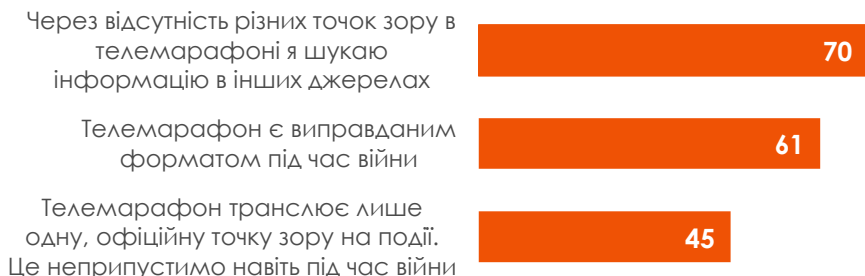 Через відсутність різних точок зору в
телемарафоні я шукаю
інформацію в інших джерелах
70
Телемарафон є виправданим
форматом під час війни
61
Телемарафон транслює лише
одну, офіційну точку зору на події.
Це неприпустимо навіть під час війни
45